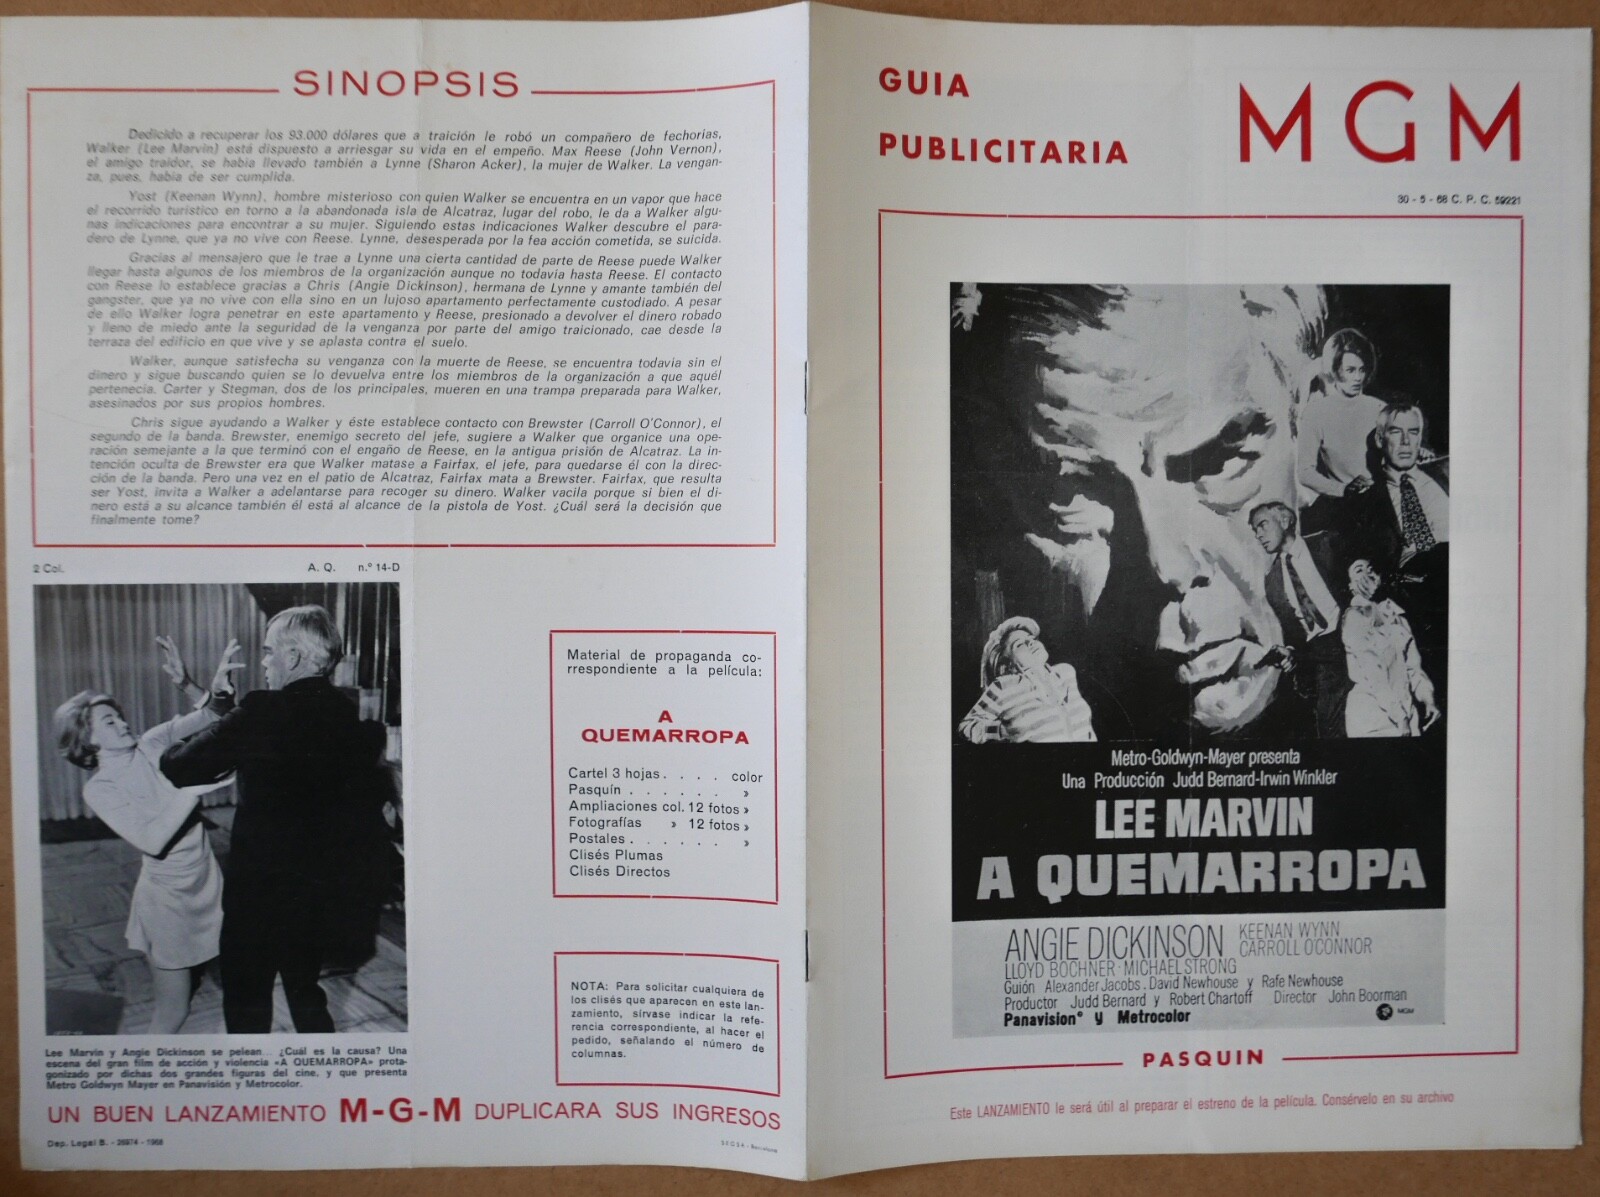 SINOPSIS
Dedicido a recuperar los 93.000 dólares que a traición le robó un compañero de fechorías,
Walker (Lee Marvin) está dispuesto a arriesgar su vida en el empeño. Max Reese (John Vernon),
el amigo traidor, se había llevado también a Lynne (Sharon Acker), la mujer de Walker. La vengan-
za, pues, había de ser cumplida.
Yost (Keenan Wynn), hombre misterioso con quien Walker se encuentra en un vapor que hace
el recorrido turístico en torno a la abandonada isla de Alcatraz, lugar del robo, le da a Walker algu-
nas indicaciones para encontrar a su mujer. Siguiendo estas indicaciones Walker descubre el para-
dero de Lynne, que ya no vive con Reese. Lynne, desesperada por la fea acción cometida, se suicida.
Gracias al mensajero que le trae a Lynne una cierta cantidad de parte de Reese puede Walker
llegar hasta algunos de los miembros de la organización aunque no todavía hasta Reese. El contacto
con Reese lo establece gracias a Chris (Angie Dickinson), hermana de Lynne y amante también del
gangster, que ya no vive con ella sino en un lujoso apartamento perfectamente custodiado. A pesar
de ello Walker logra penetrar en este apartamento y Reese, presionado a devolver el dinero robado
y lleno de miedo ante la seguridad de la venganza por parte del amigo traicionado, cae desde la
terraza del edificio en que vive y se aplasta contra el suelo.
Walker, aunque satisfecha su venganza con la muerte de Reese, se encuentra todavía sin el
dinero y sigue buscando quien se lo devuelva entre los miembros de la organización a que aquél
pertenecía. Carter y Stegman, dos de los principales, mueren en una trampa preparada para Walker,
asesinados por sus propios hombres.
Chris sigue ayudando a Walker y éste establece contacto con Brewster (Carroll O'Connor), el
segundo de la banda. Brewster, enemigo secreto del jefe, sugiere a Walker que organice una ope-
ración semejante a la que terminó con el engaño de Reese, en la antigua prisión de Alcatraz. La in-
tención oculta de Brewster era que Walker matase a Fairfax, el jefe, para quedarse él con la direc-
ción de la banda. Pero una vez en el patio de Alcatraz, Fairfax mata a Brewster. Fairfax, que resulta
ser Yost, invita a Walker a adelantarse para recoger su dinero. Walker vacila porque si bien el di-
nero está a su alcance también él está al alcance de la pistola de Yost. ¿Cuál será la decisión que
finalmente tome?
2 Col. A. Q. n.º 14-D
Lee Marvin y Angie Dickinson se pelean... ¿Cuál es la causa? Una
escena del gran film de acción y violencia «A QUEMARROPA» prota-
gonizado por dichas dos grandes figuras del cine, y que presenta
Metro Goldwyn Mayer en Panavisión y Metrocolor.
Material de propaganda co-
rrespondiente a la película:
A
QUEMARROPA
Cartel 3 hojas . . . . color
Pasquín . . . . . . »
Ampliaciones col. 12 fotos »
Fotografías » 12 fotos »
Postales . . . . . . »
Clisés Plumas
Clisés Directos
NOTA: Para solicitar cualquiera de
los clisés que aparecen en este lan-
zamiento, sírvase indicar la refe-
rencia correspondiente, al hacer el
pedido, señalando el número de
columnas.
UN BUEN LANZAMIENTO M-G-M DUPLICARA SUS INGRESOS
Dep. Legal B. - 26974 - 1968
SEGSA - Barcelona
GUIA
PUBLICITARIA
MGM
30 - 5 - 68 C. P. C. 59221
Metro-Goldwyn-Mayer presenta
Una Producción Judd Bernard-Irwin Winkler
LEE MARVIN
A QUEMARROPA
ANGIE DICKINSON KEENAN WYNN
CARROLL O'CONNOR
LLOYD BOCHNER · MICHAEL STRONG
Guión Alexander Jacobs . David Newhouse y Rafe Newhouse
Productor Judd Bernard y Robert Chartoff Director John Boorman
Panavision® y Metrocolor
MGM
PASQUIN
Este LANZAMIENTO le será útil al preparar el estreno de la película. Consérvelo en su archivo